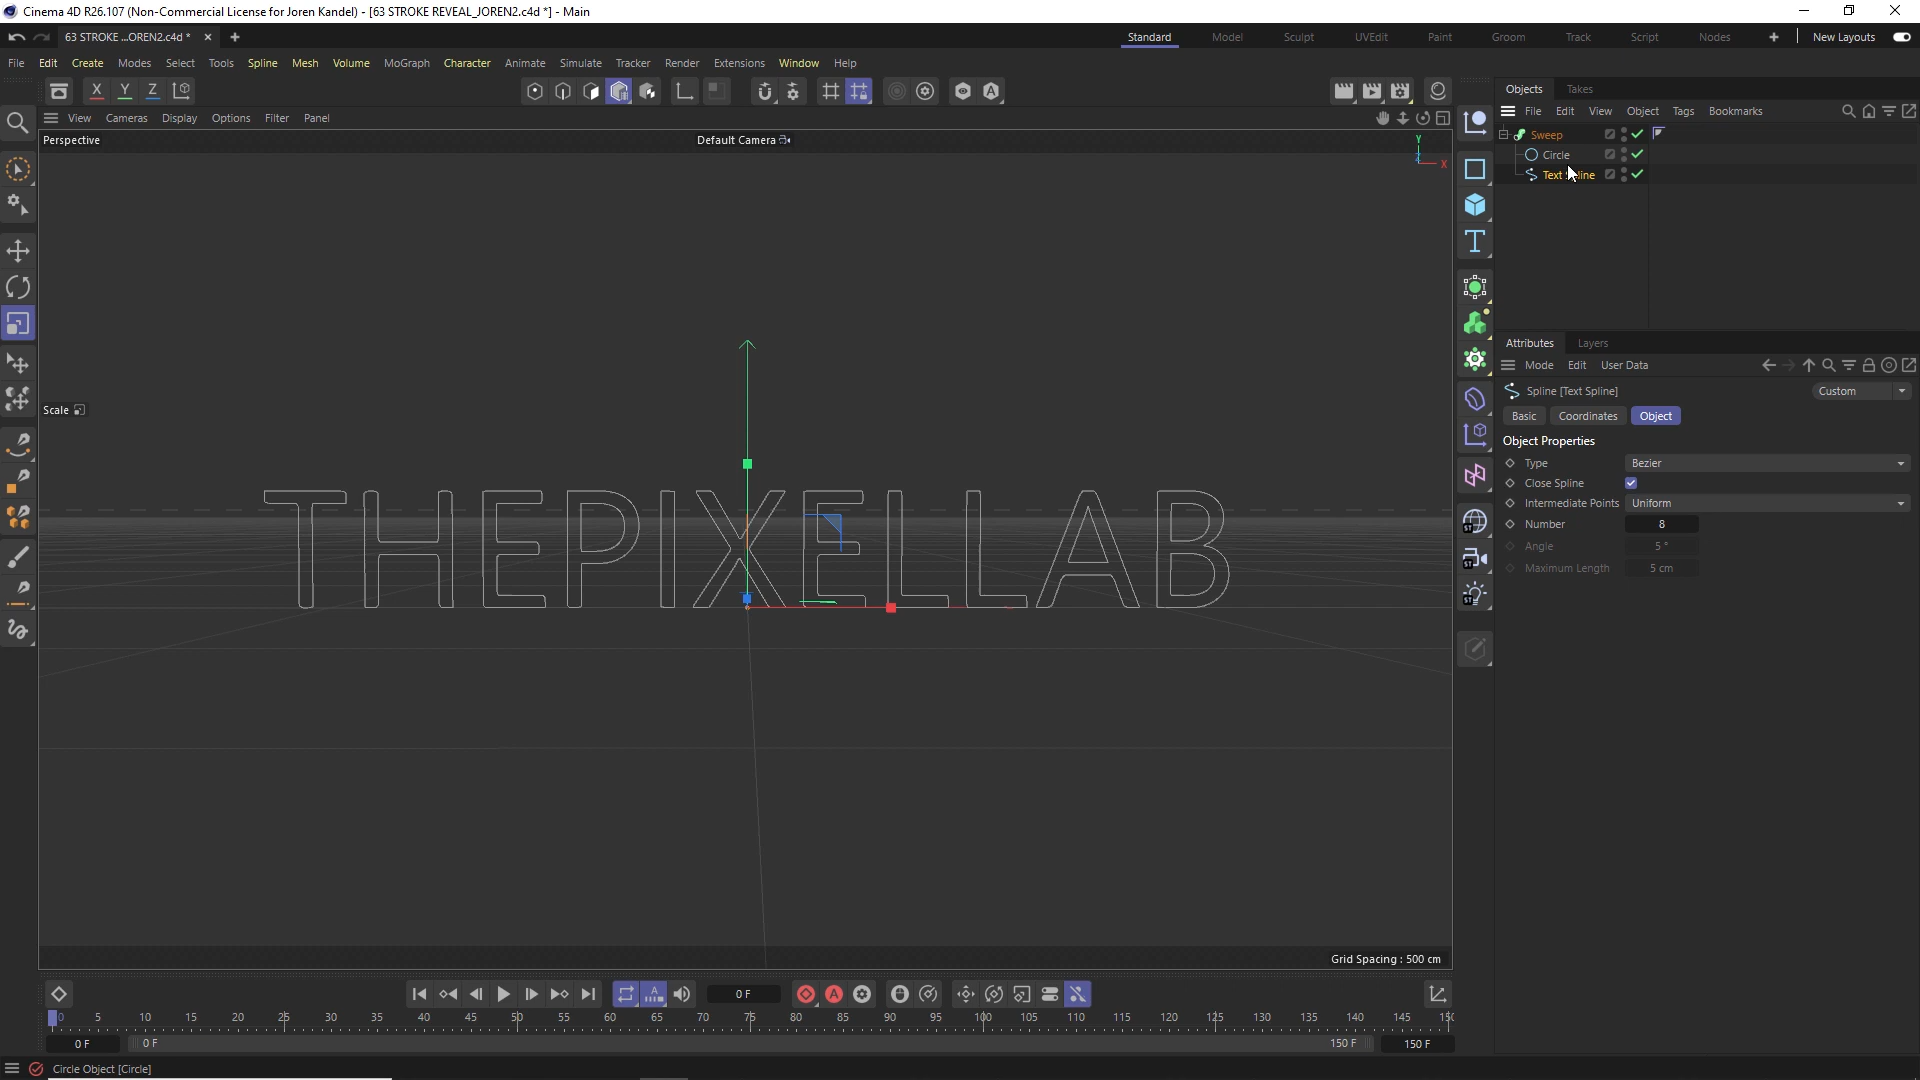 Cinema 4D R26.107 (Non-Commercial License for Joren Kandel) - [63 STROKE REVEAL_JOREN2.c4d *] - Main
63 STROKE ...OREN2.c4d *
Standard Model Sculpt UVEdit Paint Groom Track Script Nodes New Layouts
File Edit Create Modes Select Tools Spline Mesh Volume MoGraph Character Animate Simulate Tracker Render Extensions Window Help
X Y Z
Objects Takes
File Edit View Object Tags Bookmarks
View Cameras Display Options Filter Panel
Perspective
Default Camera
Y
X
Z
Sweep
Circle
Scale
THEPIXELLAB
Grid Spacing : 500 cm
Attributes Layers
Mode Edit User Data
Spline [Text Spline]
Custom
Basic Coordinates Object
Object Properties
Type Bezier
Close Spline
Intermediate Points Uniform
Number 8
Angle 5 °
Maximum Length 5 cm
ST
ST
ST
0 F
0 5 10 15 20 25 30 35 40 45 50 55 60 65 70 75 80 85 90 95 100 105 110 115 120 125 130 135 140 145
0 F 0 F 150 F 150 F
Circle Object [Circle]